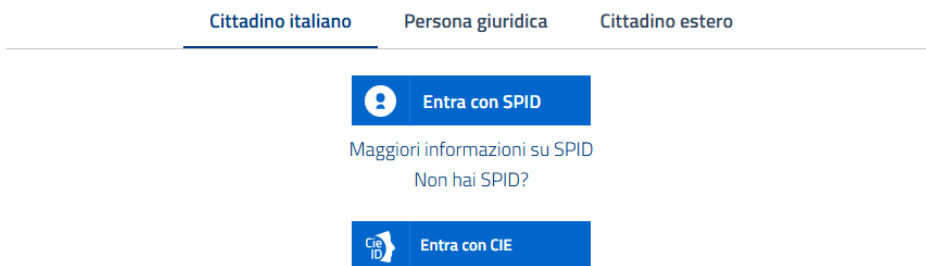 Cittadino italiano Persona giuridica Cittadino estero
Entra con SPID
Maggiori informazioni su SPID
Non hai SPID?
Cie ID Entra con CIE